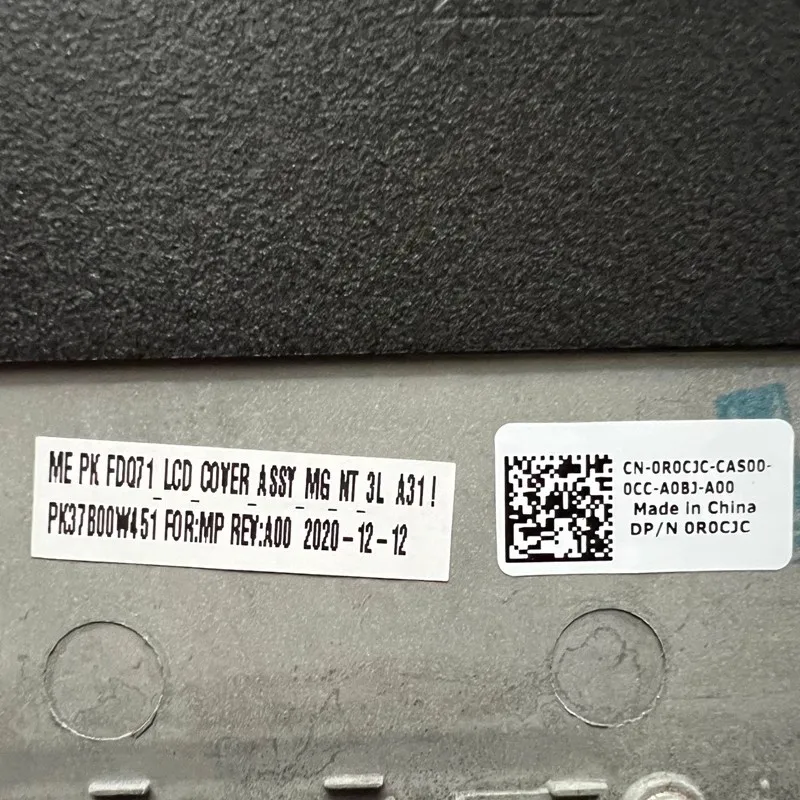 ME PK FDQ71 LCD COVER ASSY MG NT 3L A31!
PK37B00W451 FOR:MP REV:A00 2020-12-12
CN-0R0CJC-CAS00-
0CC-A0BJ-A00
Made in China
DP/N 0R0CJC